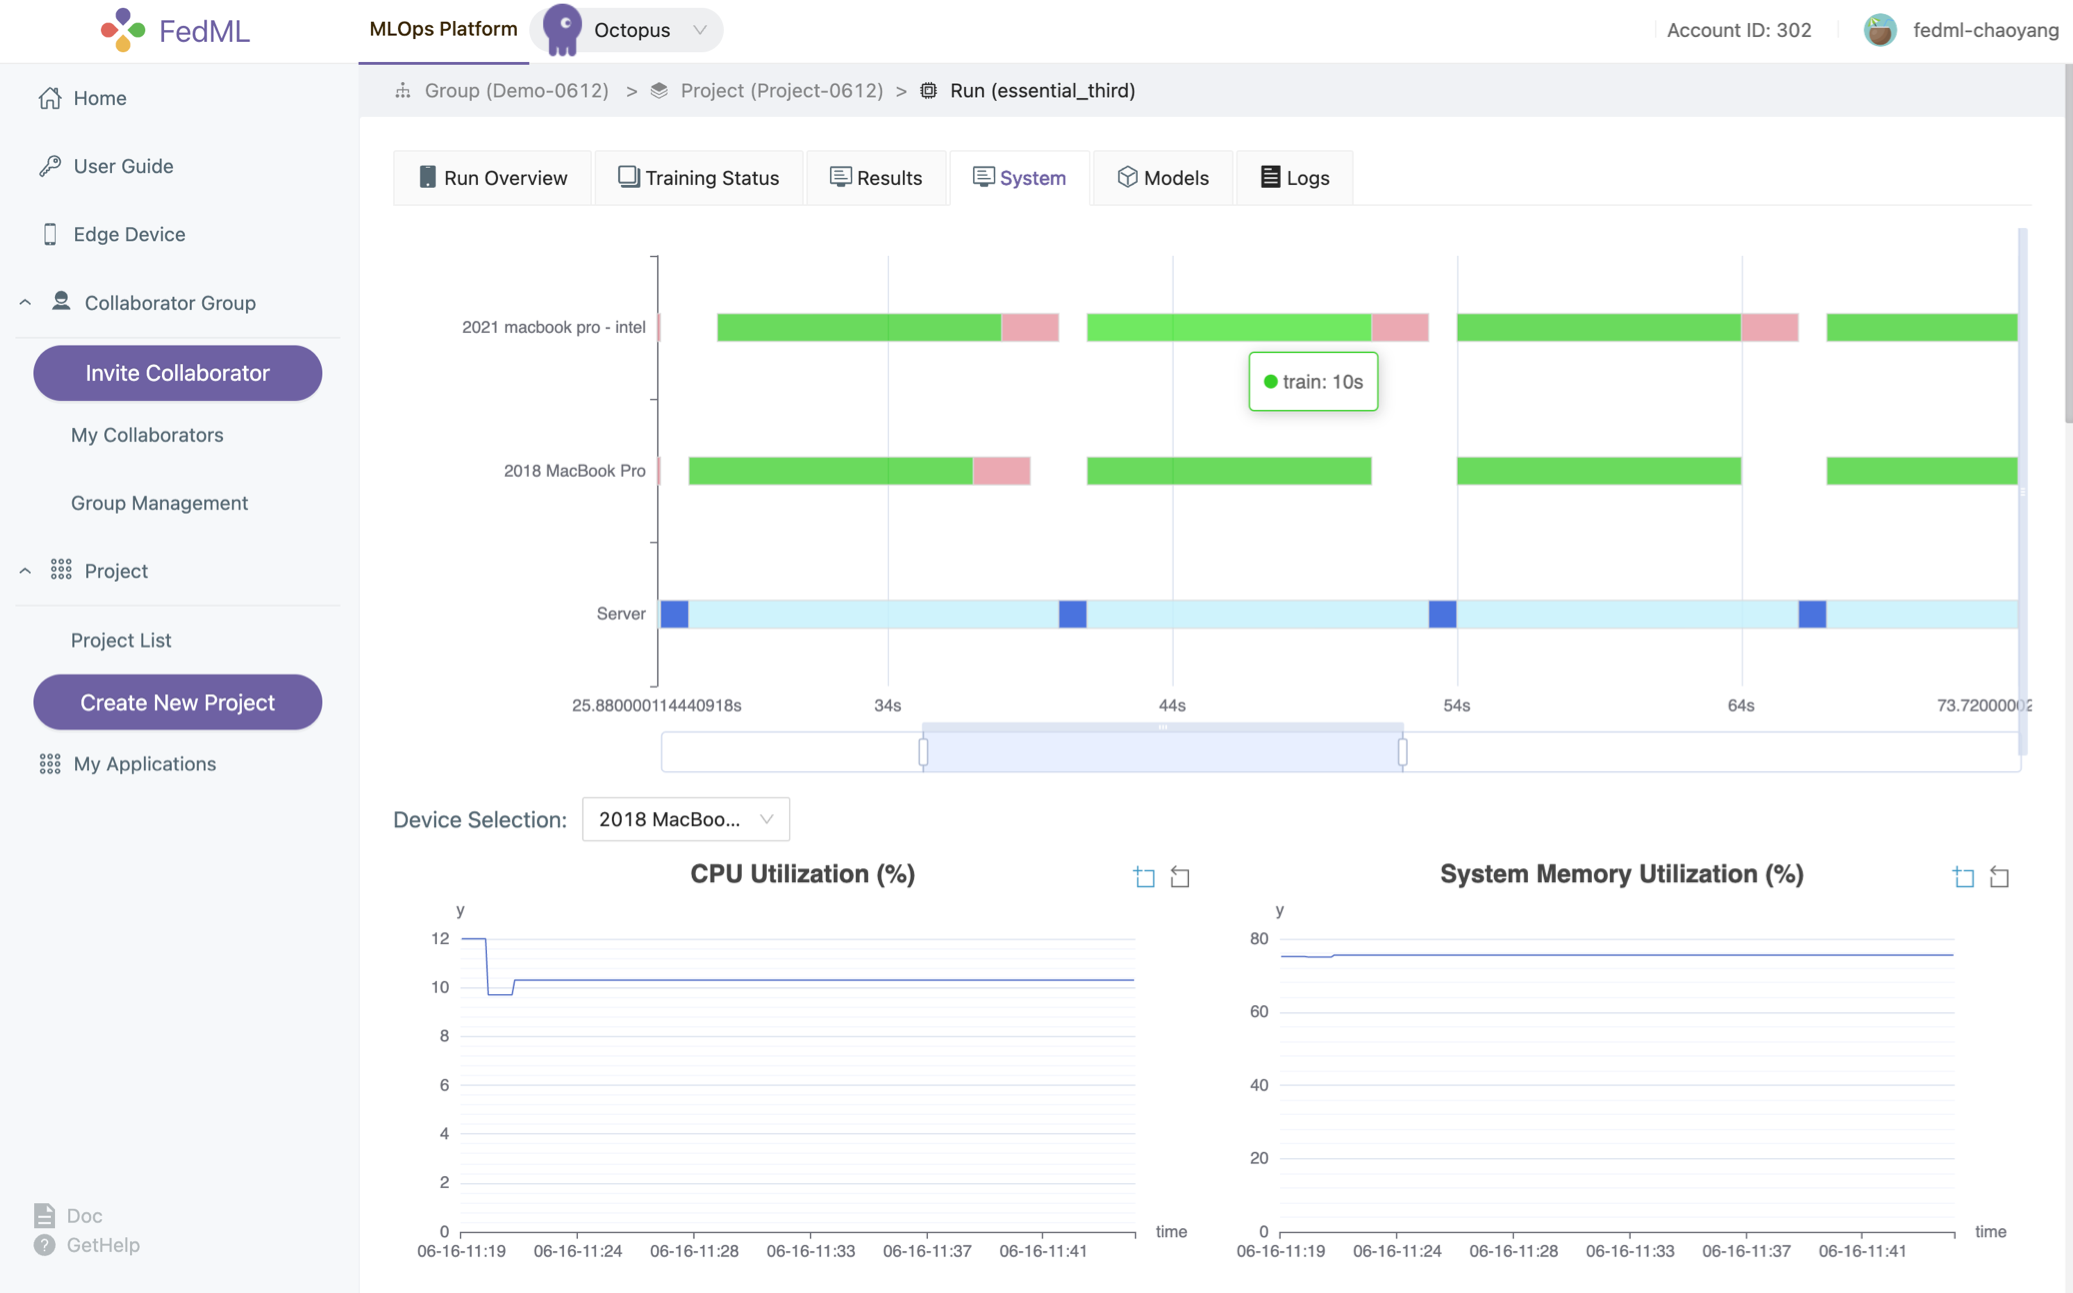 FedML
MLOps Platform
Octopus
Account ID: 302
fedml-chaoyang
Home
User Guide
Edge Device
Collaborator Group
Invite Collaborator
My Collaborators
Group Management
Project
Project List
Create New Project
My Applications
Doc
GetHelp
Group (Demo-0612) > Project (Project-0612) > Run (essential_third)
Run Overview
Training Status
Results
System
Models
Logs
2021 macbook pro - intel
train: 10s
2018 MacBook Pro
Server
25.880000114440918s
34s
44s
54s
64s
73.72000002
Device Selection:
2018 MacBoo...
CPU Utilization (%)
y
12
10
8
6
4
2
0
time
06-16-11:19
06-16-11:24
06-16-11:28
06-16-11:33
06-16-11:37
06-16-11:41
System Memory Utilization (%)
y
80
60
40
20
0
time
06-16-11:19
06-16-11:24
06-16-11:28
06-16-11:33
06-16-11:37
06-16-11:41